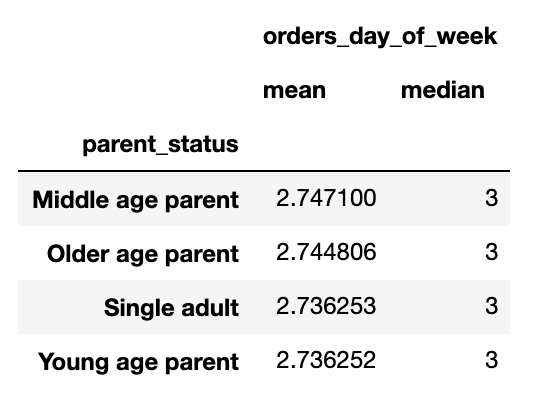 orders_day_of_week
mean median
parent_status
Middle age parent 2.747100 3
Older age parent 2.744806 3
Single adult 2.736253 3
Young age parent 2.736252 3